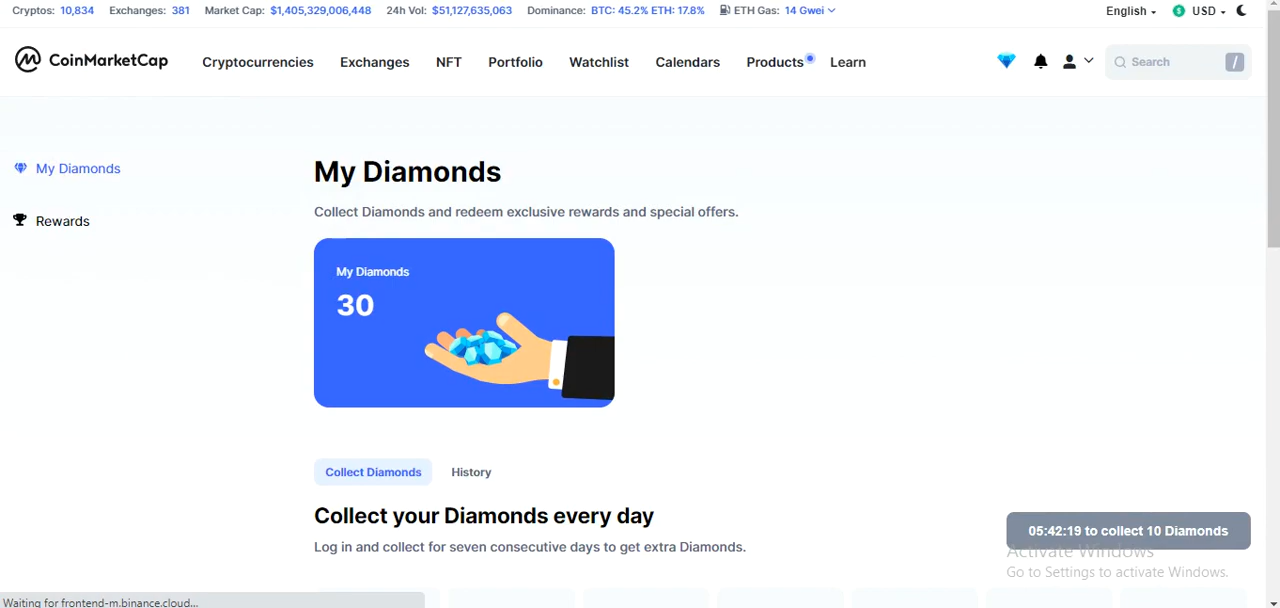 Cryptos: 10,834 Exchanges: 381 Market Cap: $1,405,329,006,448 24h Vol: $51,127,635,063 Dominance: BTC: 45.2% ETH: 17.8% ETH Gas: 14 Gwei English USD
CoinMarketCap Cryptocurrencies Exchanges NFT Portfolio Watchlist Calendars Products Learn Search /
My Diamonds
Rewards
My Diamonds
Collect Diamonds and redeem exclusive rewards and special offers.
My Diamonds
30
Collect Diamonds History
Collect your Diamonds every day
Log in and collect for seven consecutive days to get extra Diamonds.
05:42:19 to collect 10 Diamonds
Activate Windows
Go to Settings to activate Windows.
Waiting for frontend-m.binance.cloud...